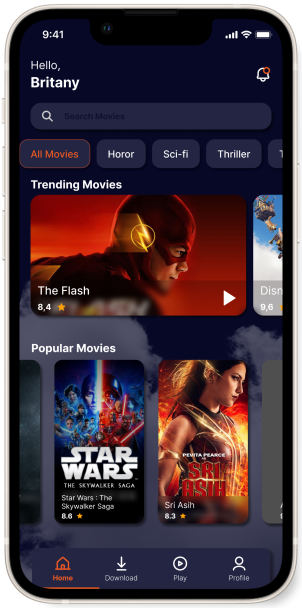 9:41
Hello,
Britany
Search Movies
All Movies
Horor
Sci-fi
Thriller
Trending Movies
The Flash
8,4
Disn
9,6
Popular Movies
STAR
WARS
THE SKYWALKER SAGA
Star Wars : The
Skywalker Saga
8.6
PEVITA PEARCE
SRI
ASIH
Sri Asih
8.3
Home
Download
Play
Profile